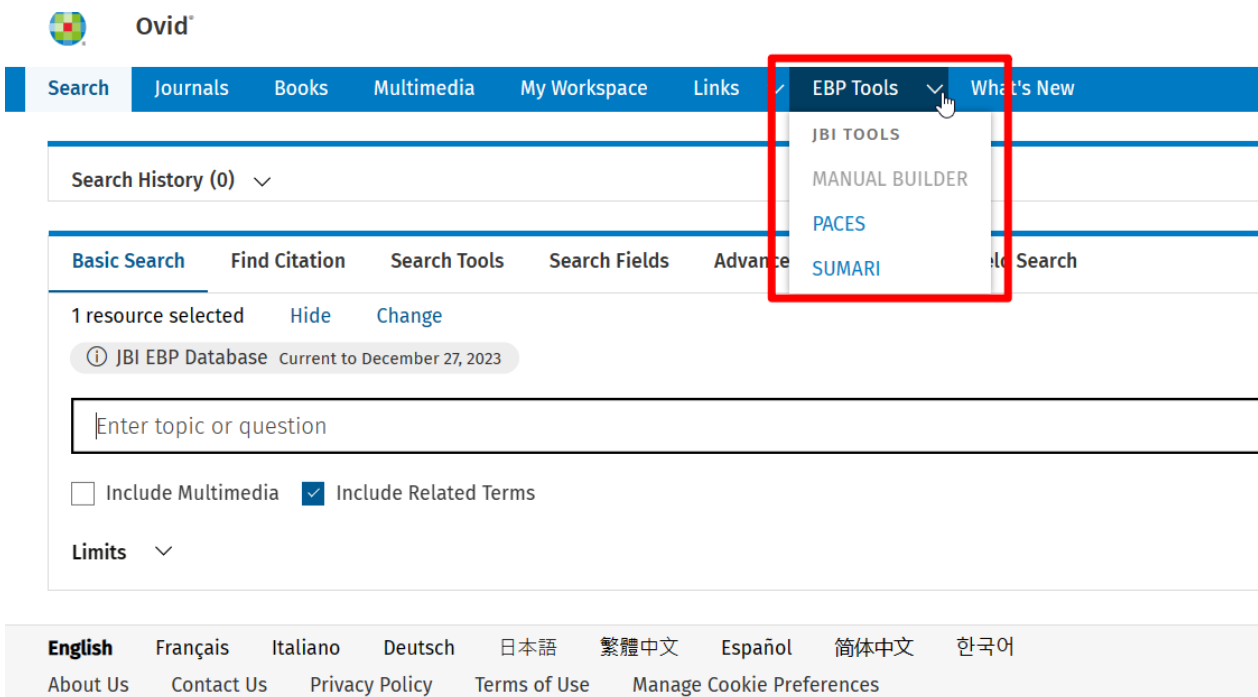 Ovid®
Search Journals Books Multimedia My Workspace Links EBP Tools What's New
JBI TOOLS
MANUAL BUILDER
PACES
SUMARI
Search History (0)
Basic Search Find Citation Search Tools Search Fields Advance eld Search
1 resource selected Hide Change
JBI EBP Database Current to December 27, 2023
Enter topic or question
Include Multimedia Include Related Terms
Limits
English Français Italiano Deutsch 日本語 繁體中文 Español 简体中文 한국어
About Us Contact Us Privacy Policy Terms of Use Manage Cookie Preferences